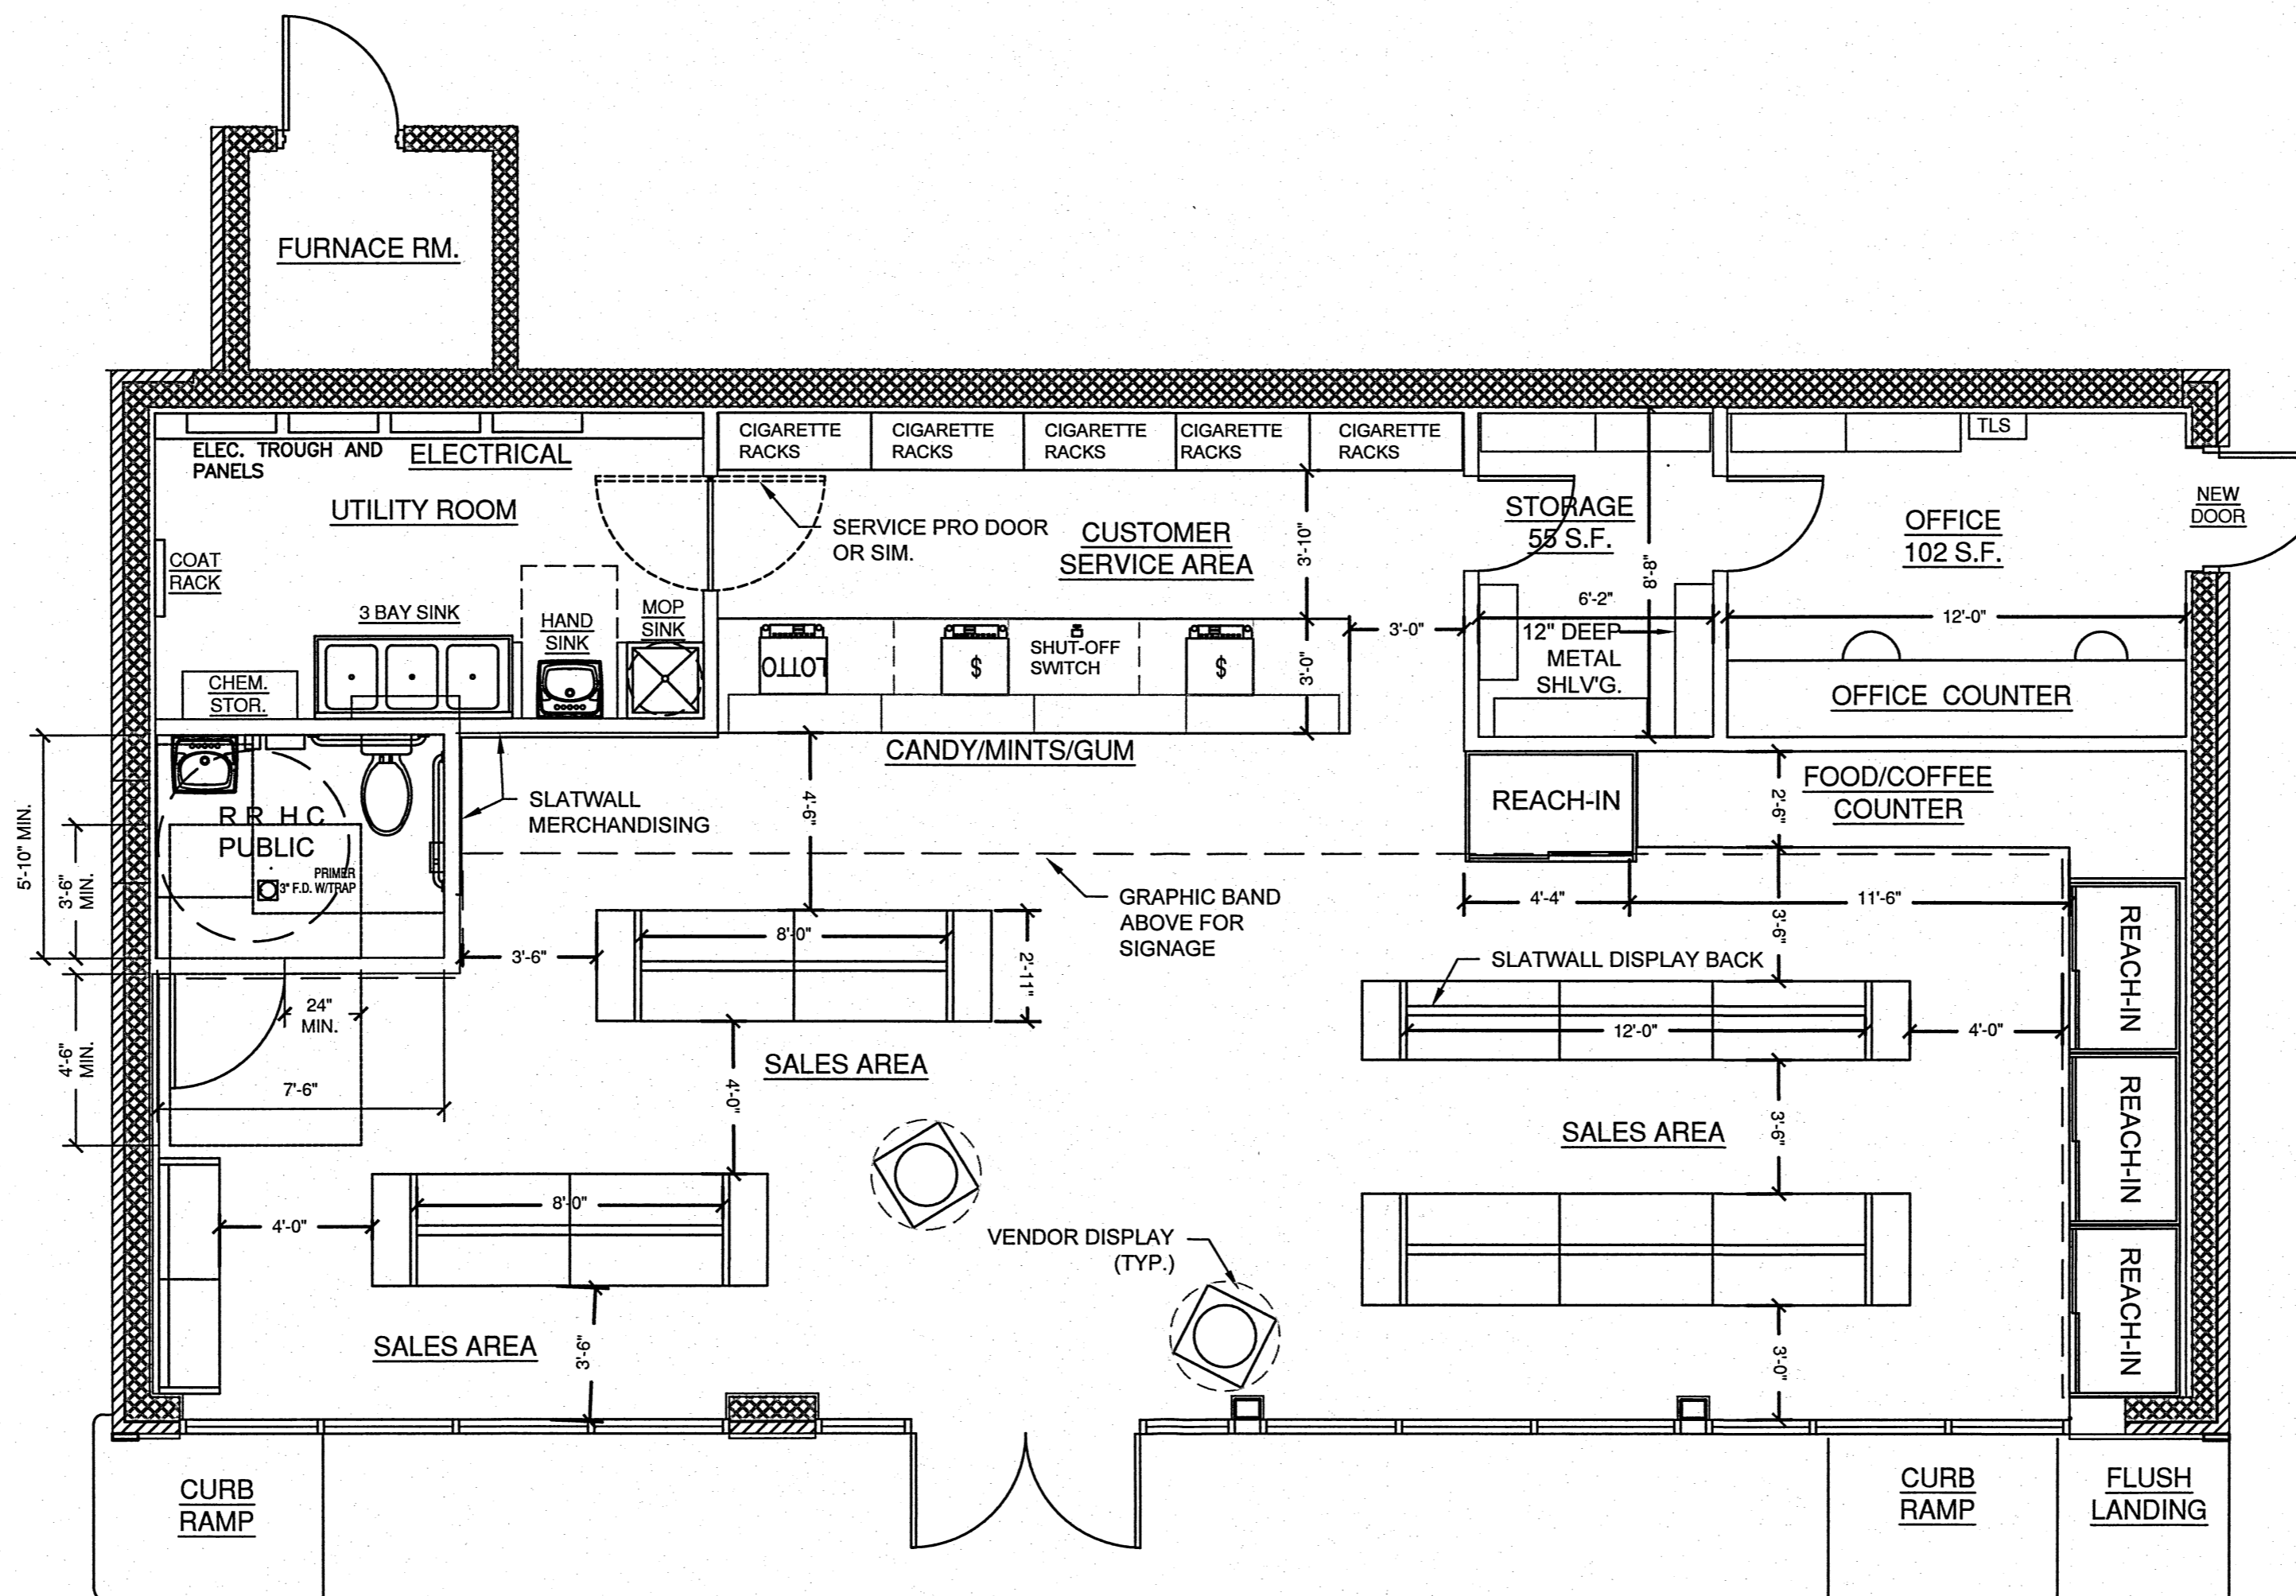 FURNACE RM.
ELEC. TROUGH AND
PANELS
ELECTRICAL
UTILITY ROOM
COAT
RACK
3 BAY SINK
HAND
SINK
MOP
SINK
CHEM.
STOR.
CIGARETTE
RACKS
CIGARETTE
RACKS
CIGARETTE
RACKS
CIGARETTE
RACKS
CIGARETTE
RACKS
SERVICE PRO DOOR
OR SIM.
CUSTOMER
SERVICE AREA
3'-10"
LOTTO
$
SHUT-OFF
SWITCH
$
3'-0"
3'-0"
STORAGE
55 S.F.
8'-8"
6'-2"
12" DEEP
METAL
SHLV'G.
TLS
OFFICE
102 S.F.
NEW
DOOR
12'-0"
OFFICE COUNTER
CANDY/MINTS/GUM
REACH-IN
FOOD/COFFEE
COUNTER
2'-6"
SLATWALL
MERCHANDISING
4'-6"
5'-10" MIN.
3'-6"
MIN.
R R H C
PUBLIC
PRIMER
3" F.D. W/TRAP
GRAPHIC BAND
ABOVE FOR
SIGNAGE
4'-4"
11'-6"
3'-6"
3'-6"
8'-0"
2'-11"
SLATWALL DISPLAY BACK
12'-0"
4'-0"
REACH-IN
REACH-IN
REACH-IN
4'-6"
MIN.
24"
MIN.
7'-6"
SALES AREA
4'-0"
SALES AREA
3'-6"
8'-0"
4'-0"
VENDOR DISPLAY
(TYP.)
SALES AREA
3'-6"
3'-0"
CURB
RAMP
CURB
RAMP
FLUSH
LANDING